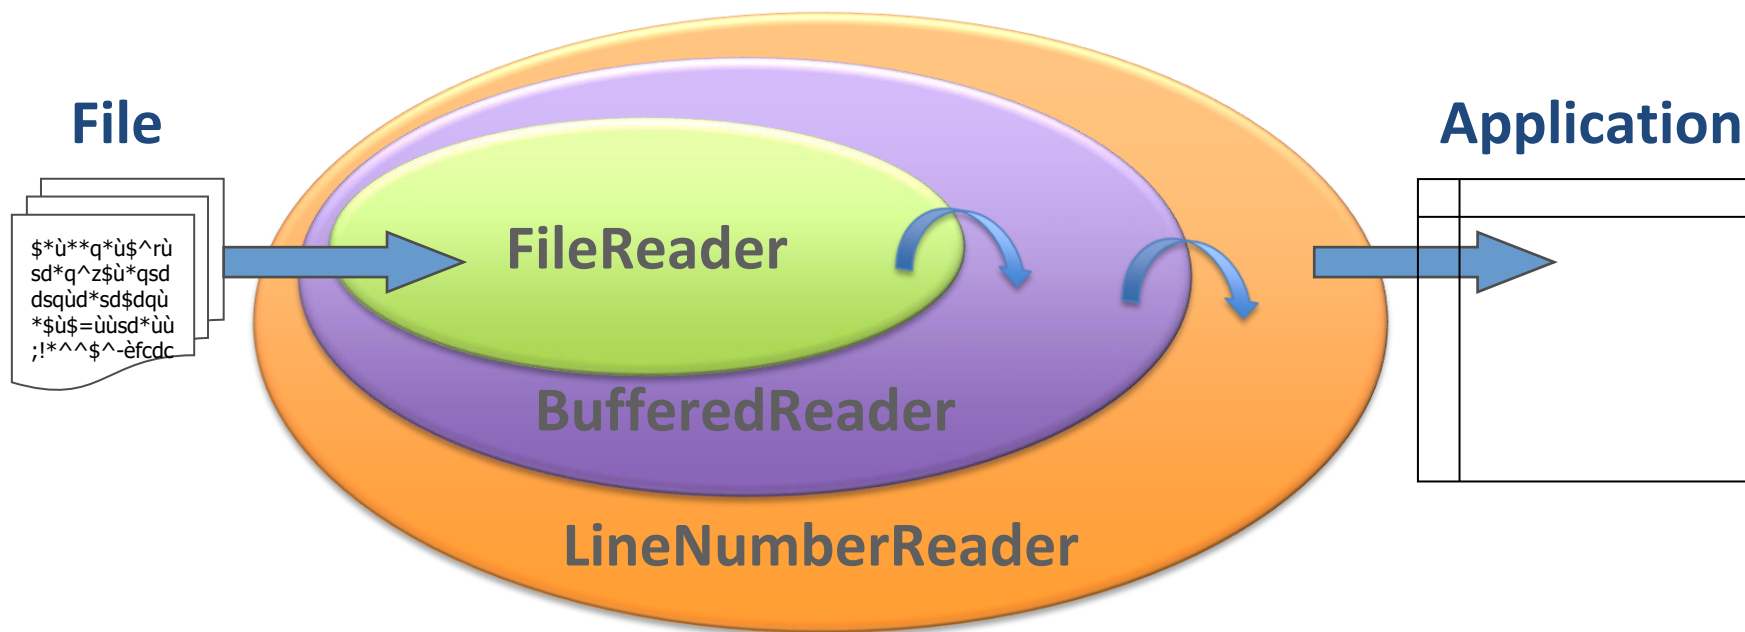 File
Application
$*ù**q*ù$^rù
sd*q^z$ù*qsd
dsqùd*sd$dqù
*$ù$=ùùsd*ùù
;!*^^$^-èfcdc
FileReader
BufferedReader
LineNumberReader